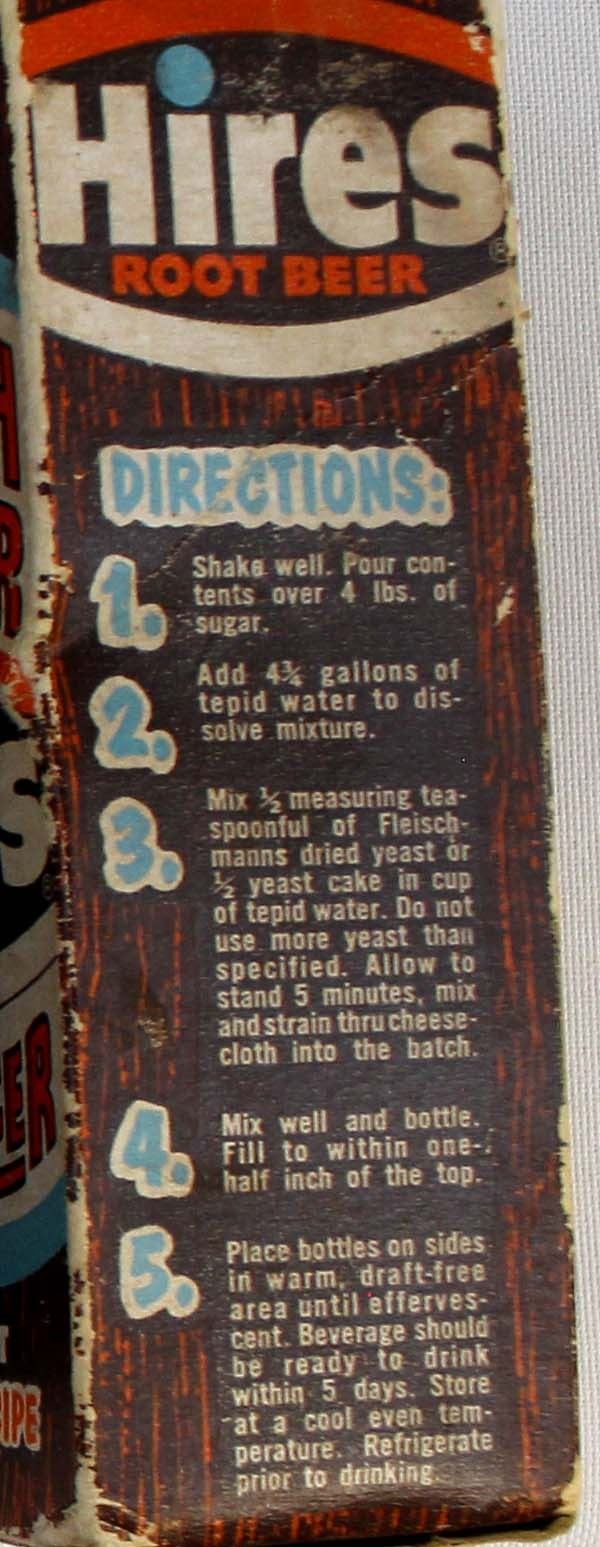 Hires®
ROOT BEER
DIRECTIONS:
1. Shake well. Pour con-
tents over 4 lbs. of
sugar.
2. Add 4¾ gallons of
tepid water to dis-
solve mixture.
3. Mix ½ measuring tea-
spoonful of Fleisch-
manns dried yeast or
½ yeast cake in cup
of tepid water. Do not
use more yeast than
specified. Allow to
stand 5 minutes, mix
and strain thru cheese-
cloth into the batch.
4. Mix well and bottle.
Fill to within one-
half inch of the top.
5. Place bottles on sides
in warm, draft-free
area until efferves-
cent. Beverage should
be ready to drink
within 5 days. Store
at a cool even tem-
perature. Refrigerate
prior to drinking.